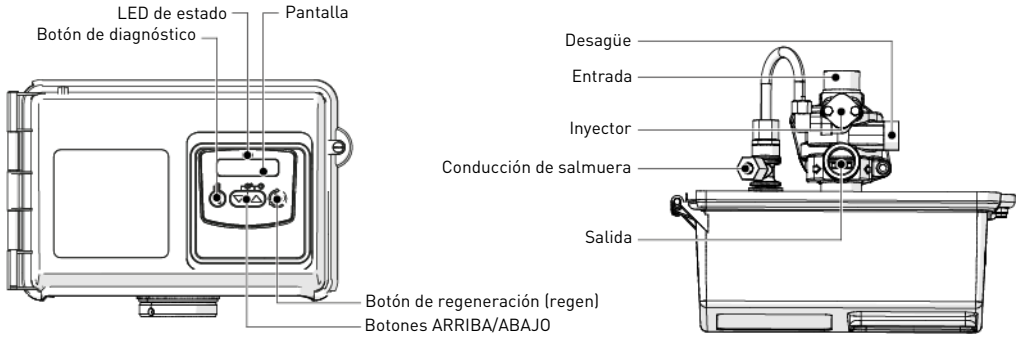 LED de estado
Pantalla
Botón de diagnóstico
Botón de regeneración (regen)
Botones ARRIBA/ABAJO
Desagüe
Entrada
Inyector
Conducción de salmuera
Salida